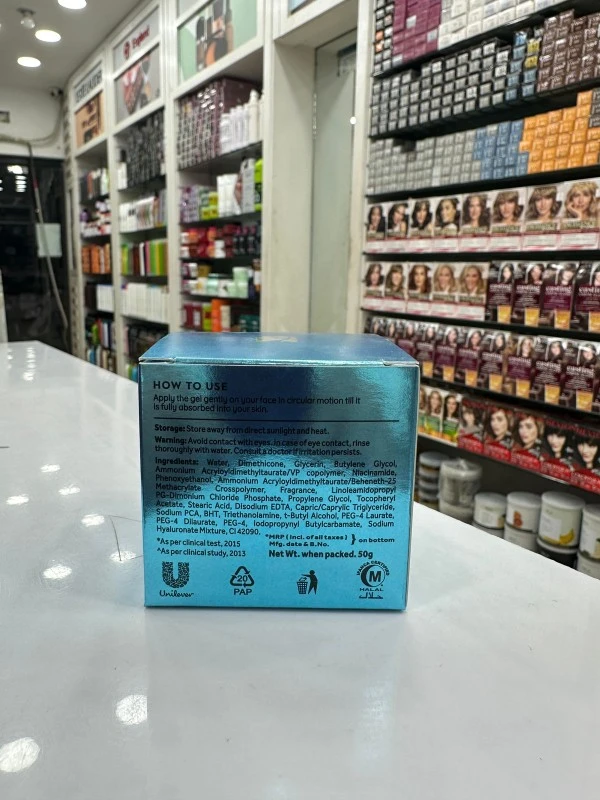 HOW TO USE
Apply the gel gently on your face in circular motion till it
is fully absorbed into your skin.
Storage: Store away from direct sunlight and heat.
Warning: Avoid contact with eyes. In case of eye contact, rinse
thoroughly with water. Consult a doctor if irritation persists.
Ingredients: Water, Dimethicone, Glycerin, Butylene Glycol,
Ammonium Acryloyldimethyltaurate/VP copolymer, Niacinamide,
Phenoxyethanol, Ammonium Acryloyldimethyltaurate/Beheneth-25
Methacrylate Crosspolymer, Fragrance, Linoleamidopropyl
PG-Dimonium Chloride Phosphate, Propylene Glycol, Tocopheryl
Acetate, Stearic Acid, Disodium EDTA, Capric/Caprylic Triglyceride,
Sodium PCA, BHT, Triethanolamine, t-Butyl Alcohol, PEG-4 Laurate,
PEG-4 Dilaurate, PEG-4, Iodopropynyl Butylcarbamate, Sodium
Hyaluronate Mixture, CI 42090.
*As per clinical test, 2015
^As per clinical study, 2013
*MRP (Incl. of all taxes)
Mfg. date & B.No.
} on bottom
Net Wt. when packed. 50g
Unilever
20
PAP
M
HALAL
حلال